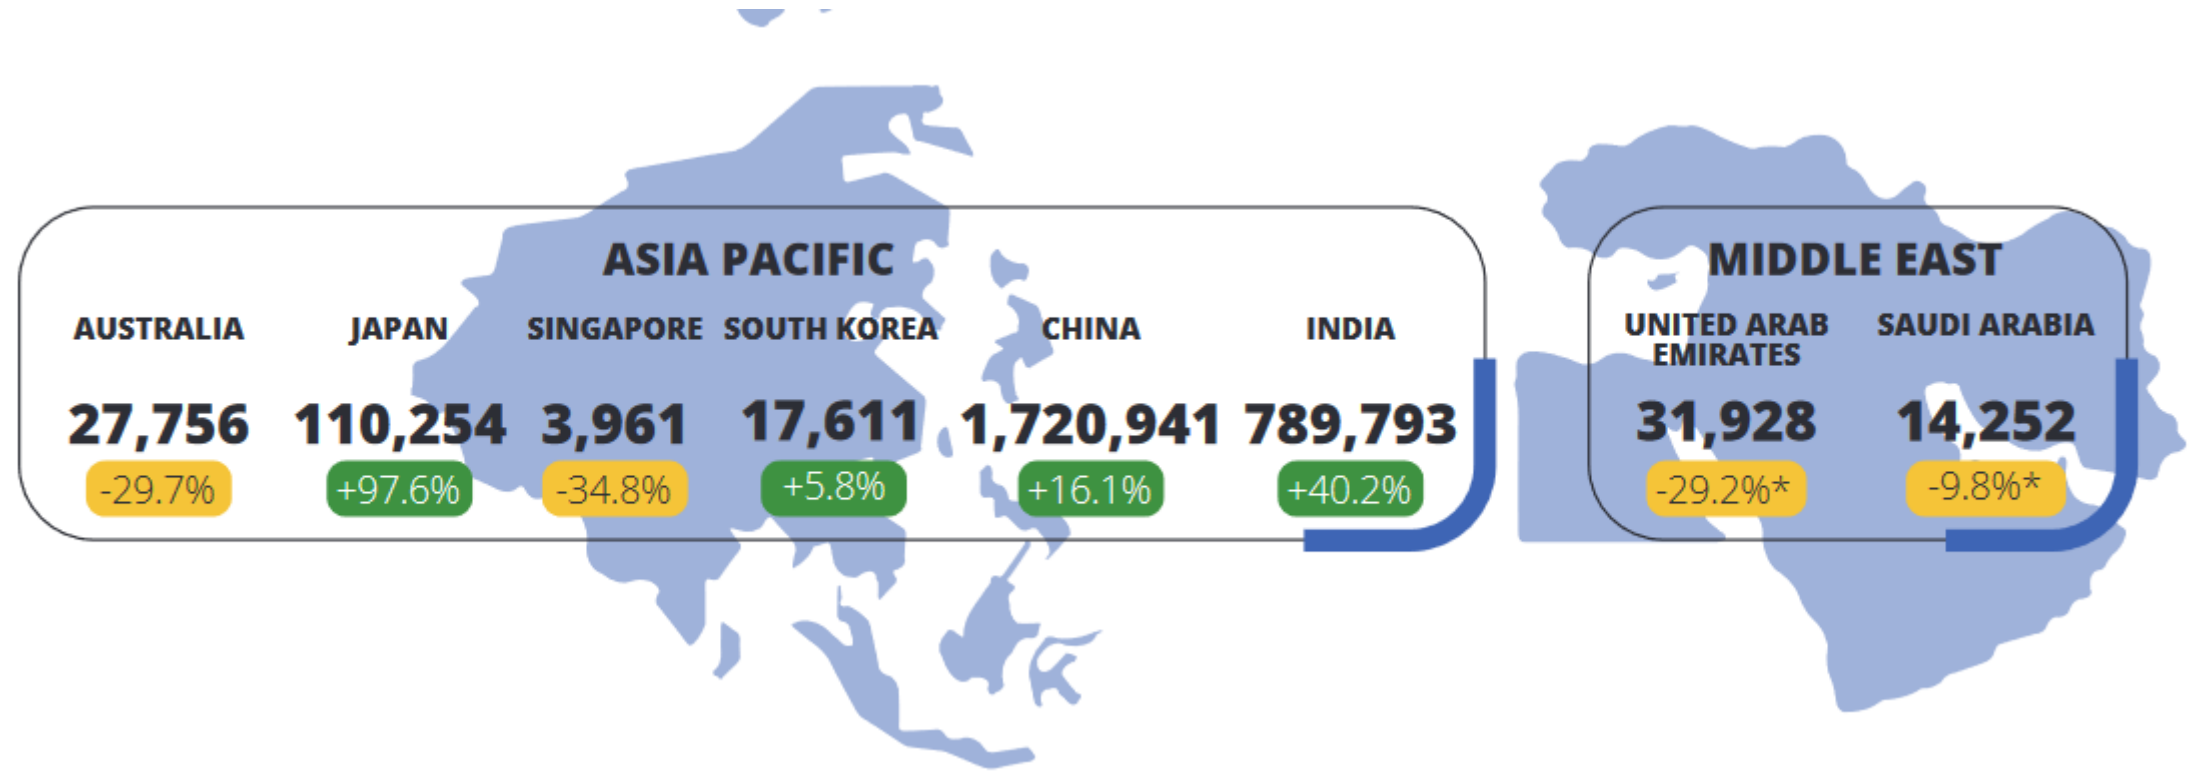 ASIA PACIFIC
AUSTRALIA JAPAN SINGAPORE SOUTH KOREA CHINA INDIA
27,756 110,254 3,961 17,611 1,720,941 789,793
-29.7% +97.6% -34.8% +5.8% +16.1% +40.2%
MIDDLE EAST
UNITED ARAB
EMIRATES
SAUDI ARABIA
31,928 14,252
-29.2%* -9.8%*